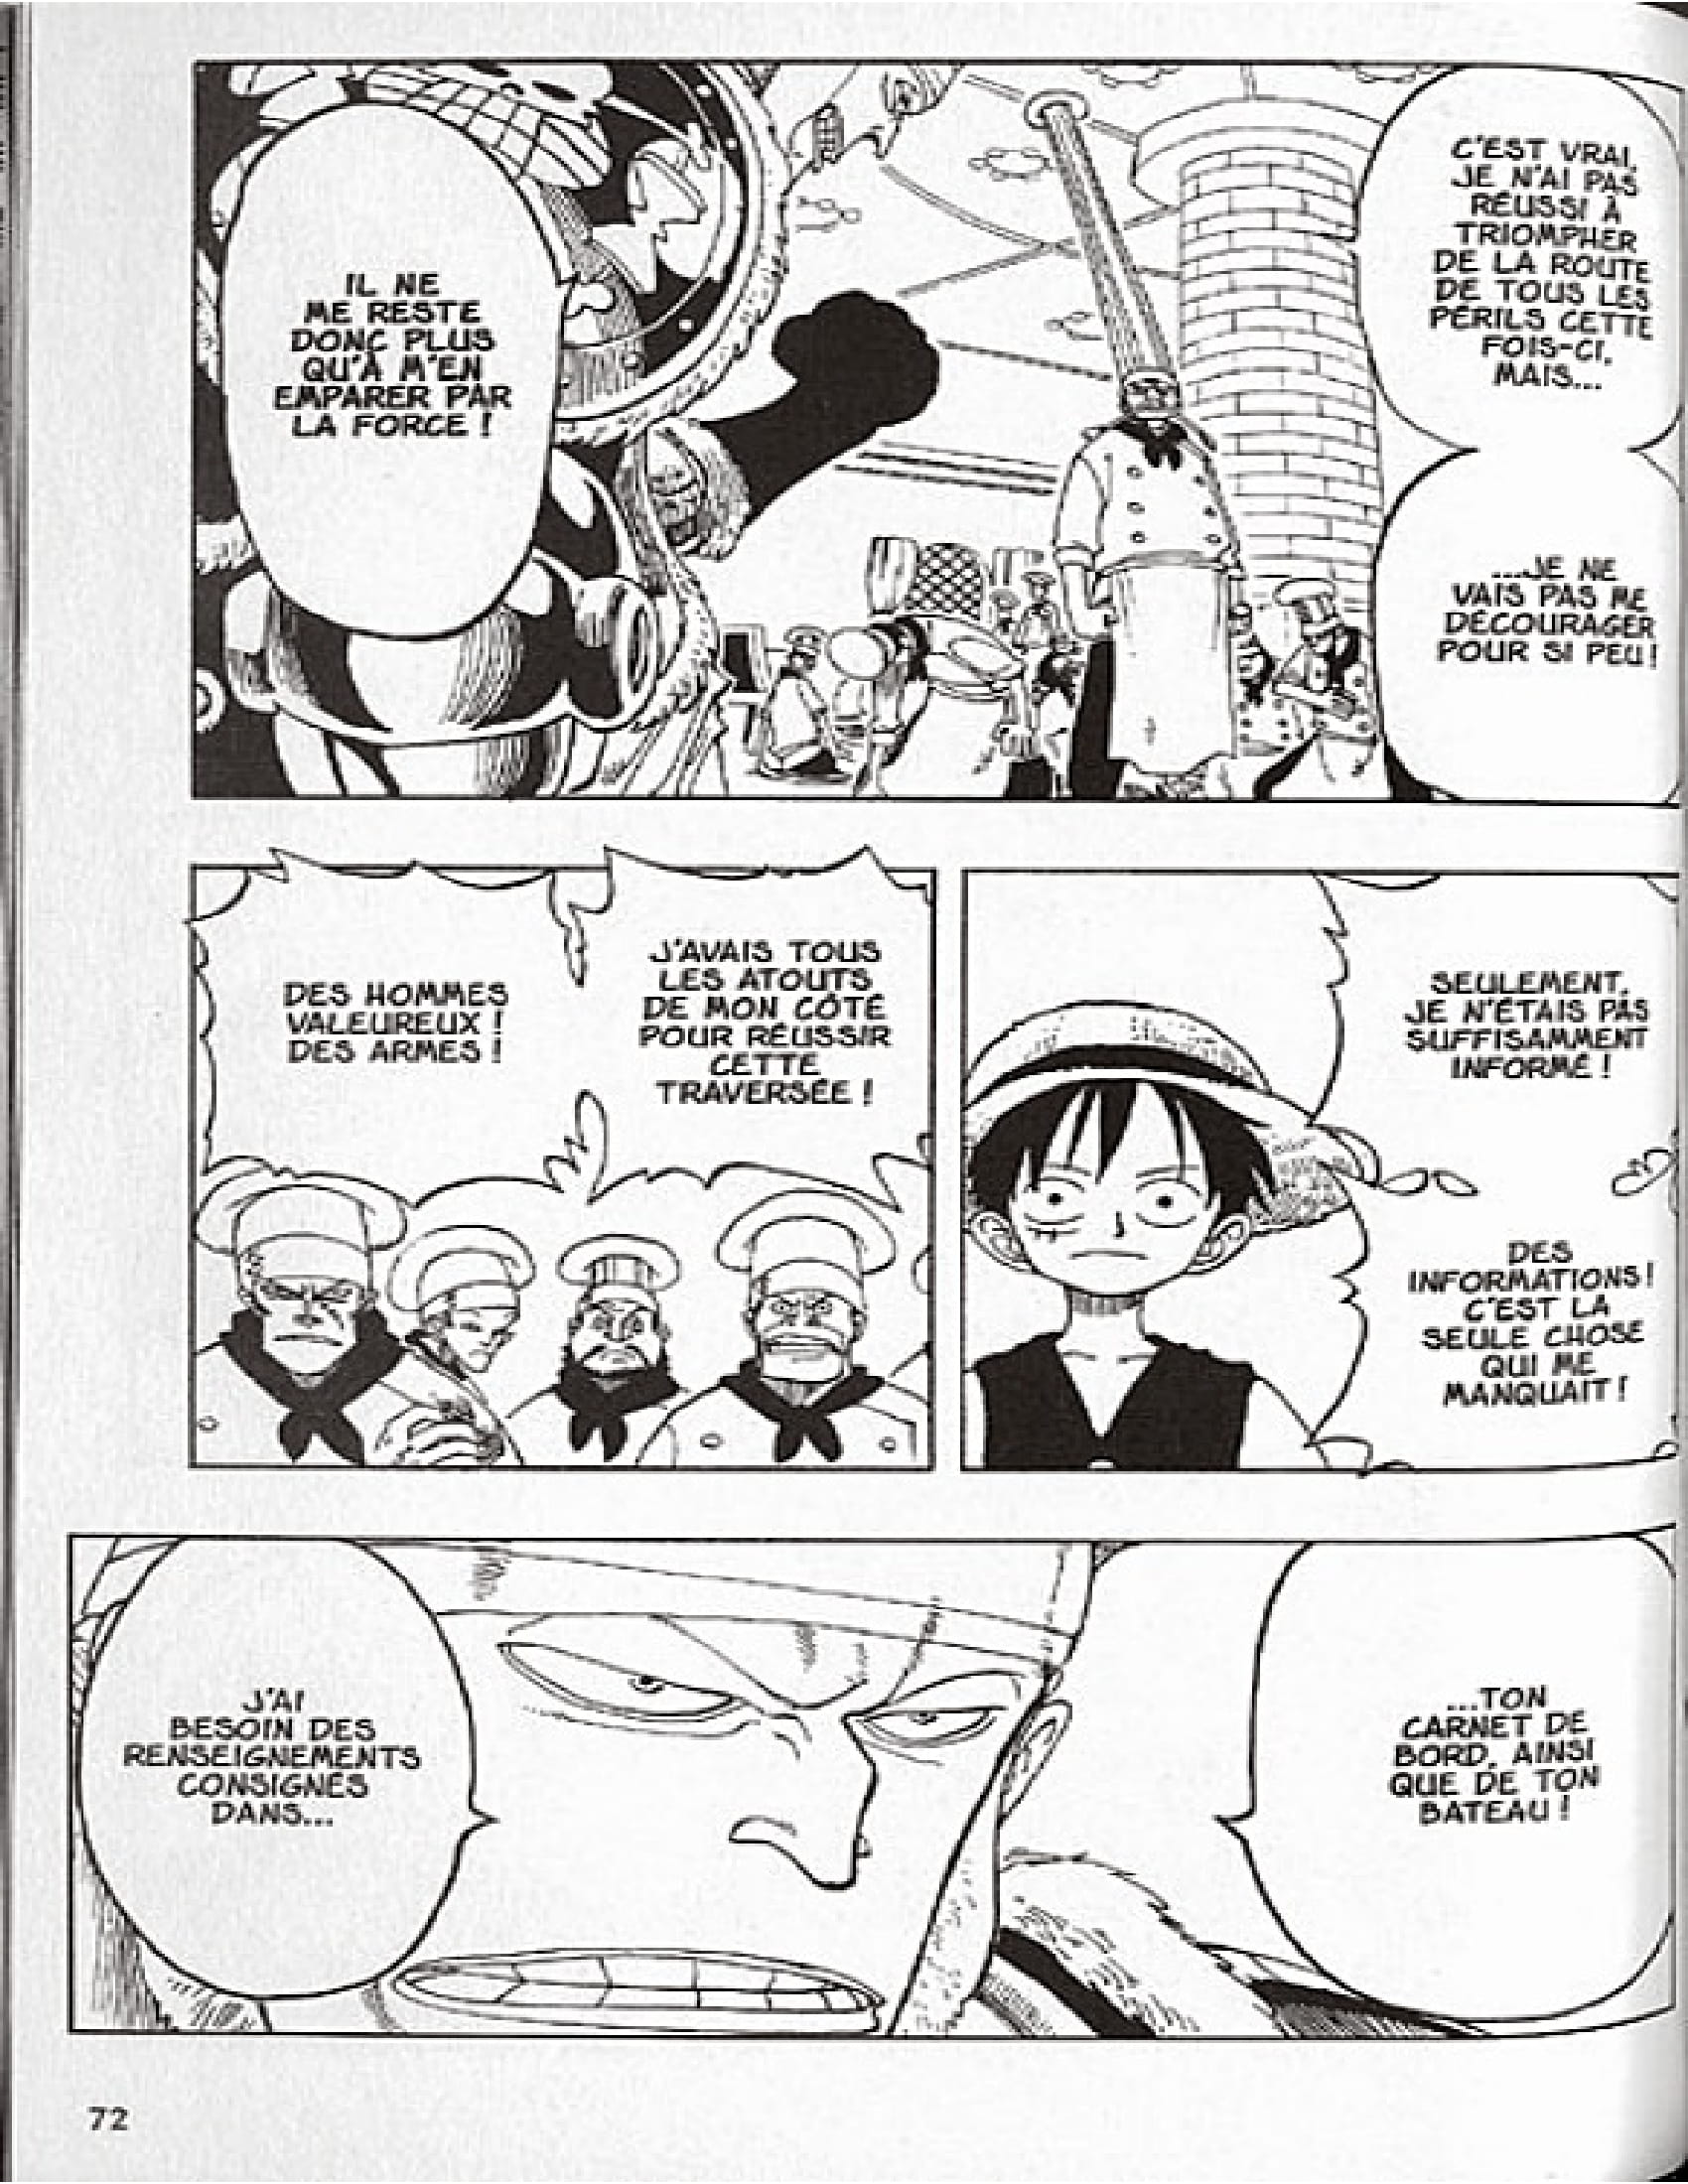 C'EST VRAI,
JE N'AI PAS
RÉUSSI À
TRIOMPHER
DE LA ROUTE
DE TOUS LES
PÉRILS CETTE
FOIS-CI,
MAIS...
...JE NE
VAIS PAS ME
DÉCOURAGER
POUR SI PEU !
IL NE
ME RESTE
DONC PLUS
QU'À M'EN
EMPARER PAR
LA FORCE !
SEULEMENT,
JE N'ÉTAIS PAS
SUFFISAMMENT
INFORMÉ !
DES
INFORMATIONS !
C'EST LA
SEULE CHOSE
QUI ME
MANQUAIT !
J'AVAIS TOUS
LES ATOUTS
DE MON CÔTÉ
POUR RÉUSSIR
CETTE
TRAVERSÉE !
DES HOMMES
VALEUREUX !
DES ARMES !
...TON
CARNET DE
BORD, AINSI
QUE DE TON
BATEAU !
J'AI
BESOIN DES
RENSEIGNEMENTS
CONSIGNÉS
DANS...
72